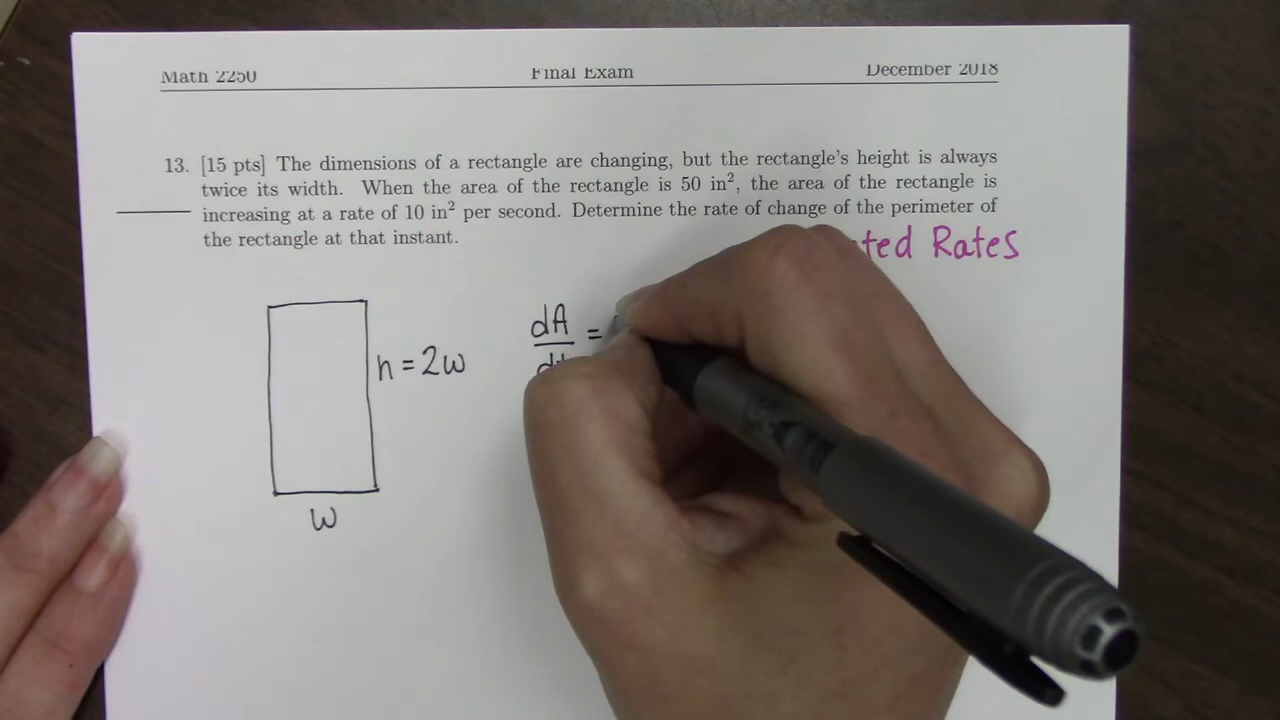 Math 2250 Final Exam December 2018
13. [15 pts] The dimensions of a rectangle are changing, but the rectangle's height is always
twice its width. When the area of the rectangle is 50 in², the area of the rectangle is
increasing at a rate of 10 in² per second. Determine the rate of change of the perimeter of
the rectangle at that instant.
ted Rates
dA =
h = 2w
w